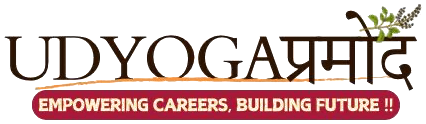 UDYOGAप्रमोद
EMPOWERING CAREERS, BUILDING FUTURE !!